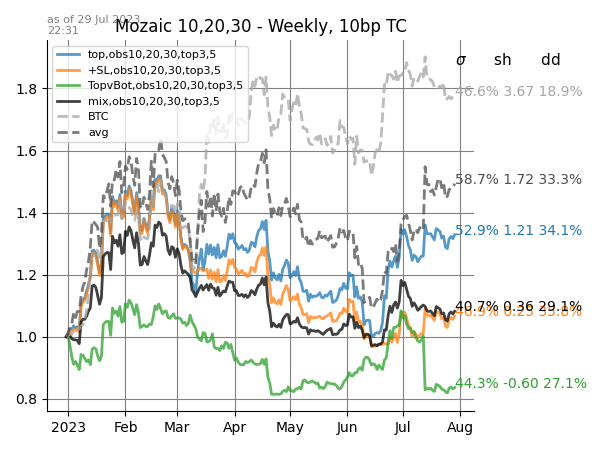 as of 29 Jul 2023
22:31
Mozaic 10,20,30 - Weekly, 10bp TC
top,obs10,20,30,top3,5
+SL,obs10,20,30,top3,5
TopvBot,obs10,20,30,top3,5
mix,obs10,20,30,top3,5
BTC
avg
σ sh dd
46.6% 3.67 18.9%
58.7% 1.72 33.3%
52.9% 1.21 34.1%
40.7% 0.36 29.1%
44.3% -0.60 27.1%
1.8
1.6
1.4
1.2
1.0
0.8
2023 Feb Mar Apr May Jun Jul Aug